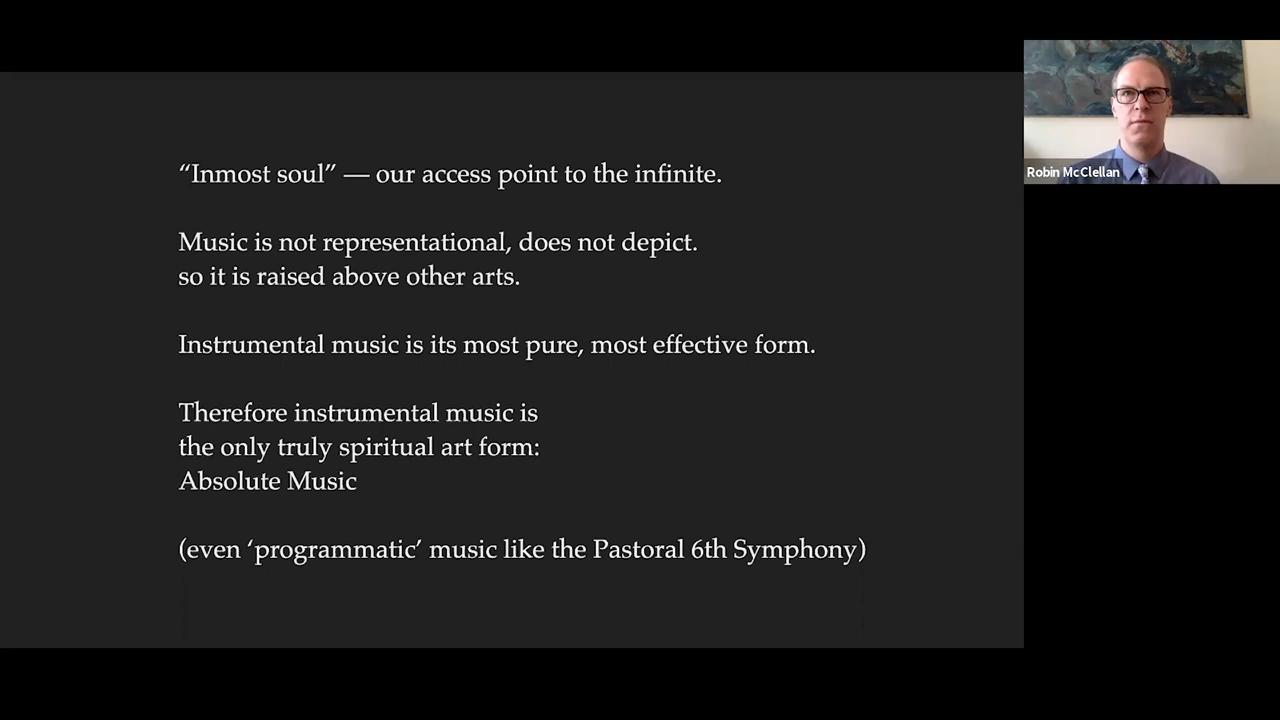 “Inmost soul” — our access point to the infinite.
Music is not representational, does not depict.
so it is raised above other arts.
Instrumental music is its most pure, most effective form.
Therefore instrumental music is
the only truly spiritual art form:
Absolute Music
(even ‘programmatic’ music like the Pastoral 6th Symphony)
Robin McClellan